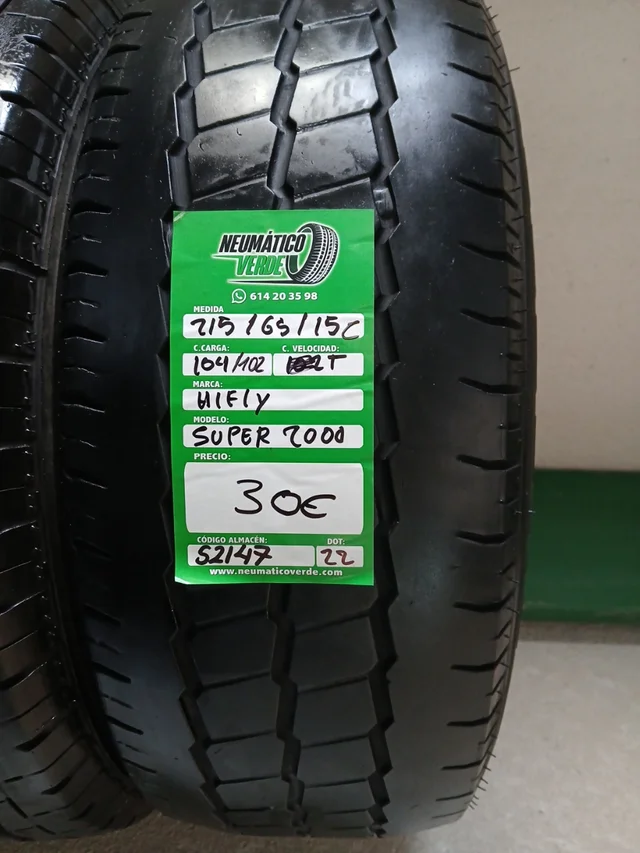 NEUMÁTICO
VERDE
614 20 35 98
MEDIDA
215/65/15C
C.CARGA: C. VELOCIDAD:
104/102 T
MARCA:
HIFLY
MODELO:
SUPER 2000
PRECIO:
30€
CÓDIGO ALMACÉN: DOT:
S2147 22
www.neumaticoverde.com